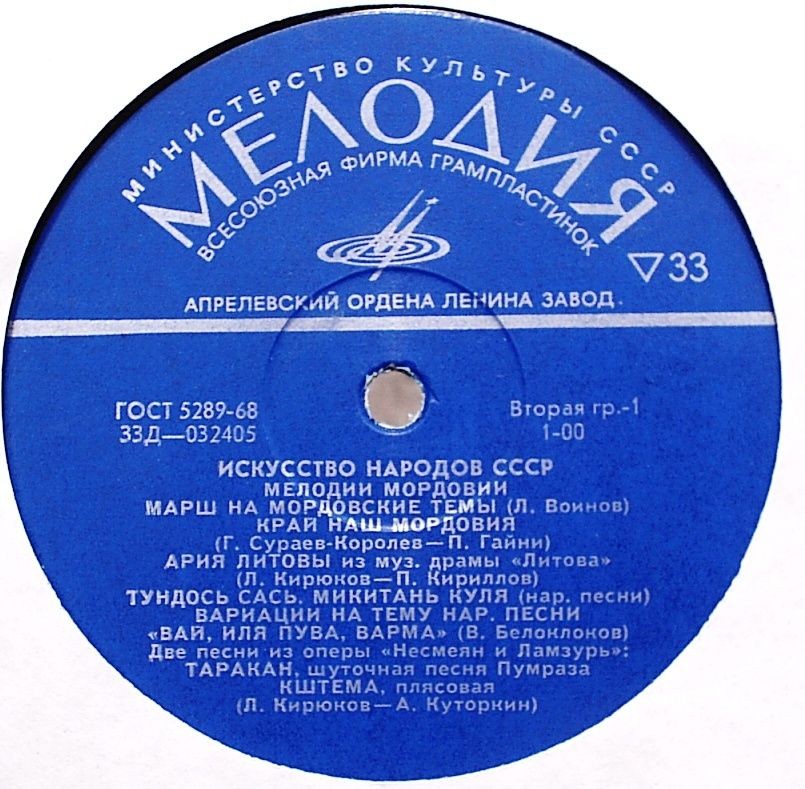 МИНИСТЕРСТВО КУЛЬТУРЫ СССР
МЕЛОДИЯ
ВСЕСОЮЗНАЯ ФИРМА ГРАМПЛАСТИНОК
▽33
АПРЕЛЕВСКИЙ ОРДЕНА ЛЕНИНА ЗАВОД.
ГОСТ 5289-68
33Д—032405
Вторая гр.-1
1-00
ИСКУССТВО НАРОДОВ СССР
МЕЛОДИИ МОРДОВИИ
МАРШ НА МОРДОВСКИЕ ТЕМЫ (Л. Воинов)
КРАЙ НАШ МОРДОВИЯ
(Г. Сураев-Королев—П. Гайни)
АРИЯ ЛИТОВЫ из муз. драмы «Литова»
(Л. Кирюков—П. Кириллов)
ТУНДОСЬ САСЬ, МИКИТАНЬ КУЛЯ (нар. песни)
ВАРИАЦИИ НА ТЕМУ НАР. ПЕСНИ
«ВАЙ, ИЛЯ ПУВА, ВАРМА» (В. Белоклоков)
Две песни из оперы «Несмеян и Ламзурь»:
ТАРАКАН, шуточная песня Пумраза
КШТЕМА, плясовая
(Л. Кирюков—А. Куторкин)